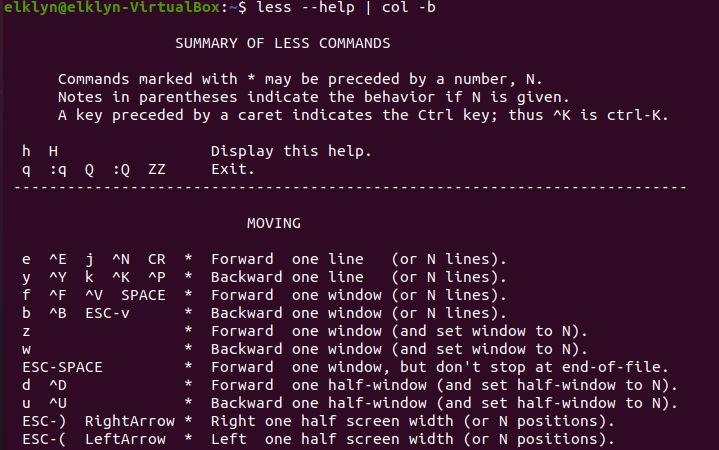 elklyn@elklyn-VirtualBox:~$ less --help | col -b

                   SUMMARY OF LESS COMMANDS

      Commands marked with * may be preceded by a number, N.
      Notes in parentheses indicate the behavior if N is given.
      A key preceded by a caret indicates the Ctrl key; thus ^K is ctrl-K.

  h  H                 Display this help.
  q  :q  Q  :Q  ZZ     Exit.
 ---------------------------------------------------------------------------

                           MOVING

  e  ^E  j  ^N  CR  *  Forward  one line   (or N lines).
  y  ^Y  k  ^K  ^P  *  Backward one line   (or N lines).
  f  ^F  ^V  SPACE  *  Forward  one window (or N lines).
  b  ^B  ESC-v      *  Backward one window (or N lines).
  z                 *  Forward  one window (and set window to N).
  w                 *  Backward one window (and set window to N).
  ESC-SPACE         *  Forward  one window, but don't stop at end-of-file.
  d  ^D             *  Forward  one half-window (and set half-window to N).
  u  ^U             *  Backward one half-window (and set half-window to N).
  ESC-)  RightArrow *  Right one half screen width (or N positions).
  ESC-(  LeftArrow  *  Left  one half screen width (or N positions).